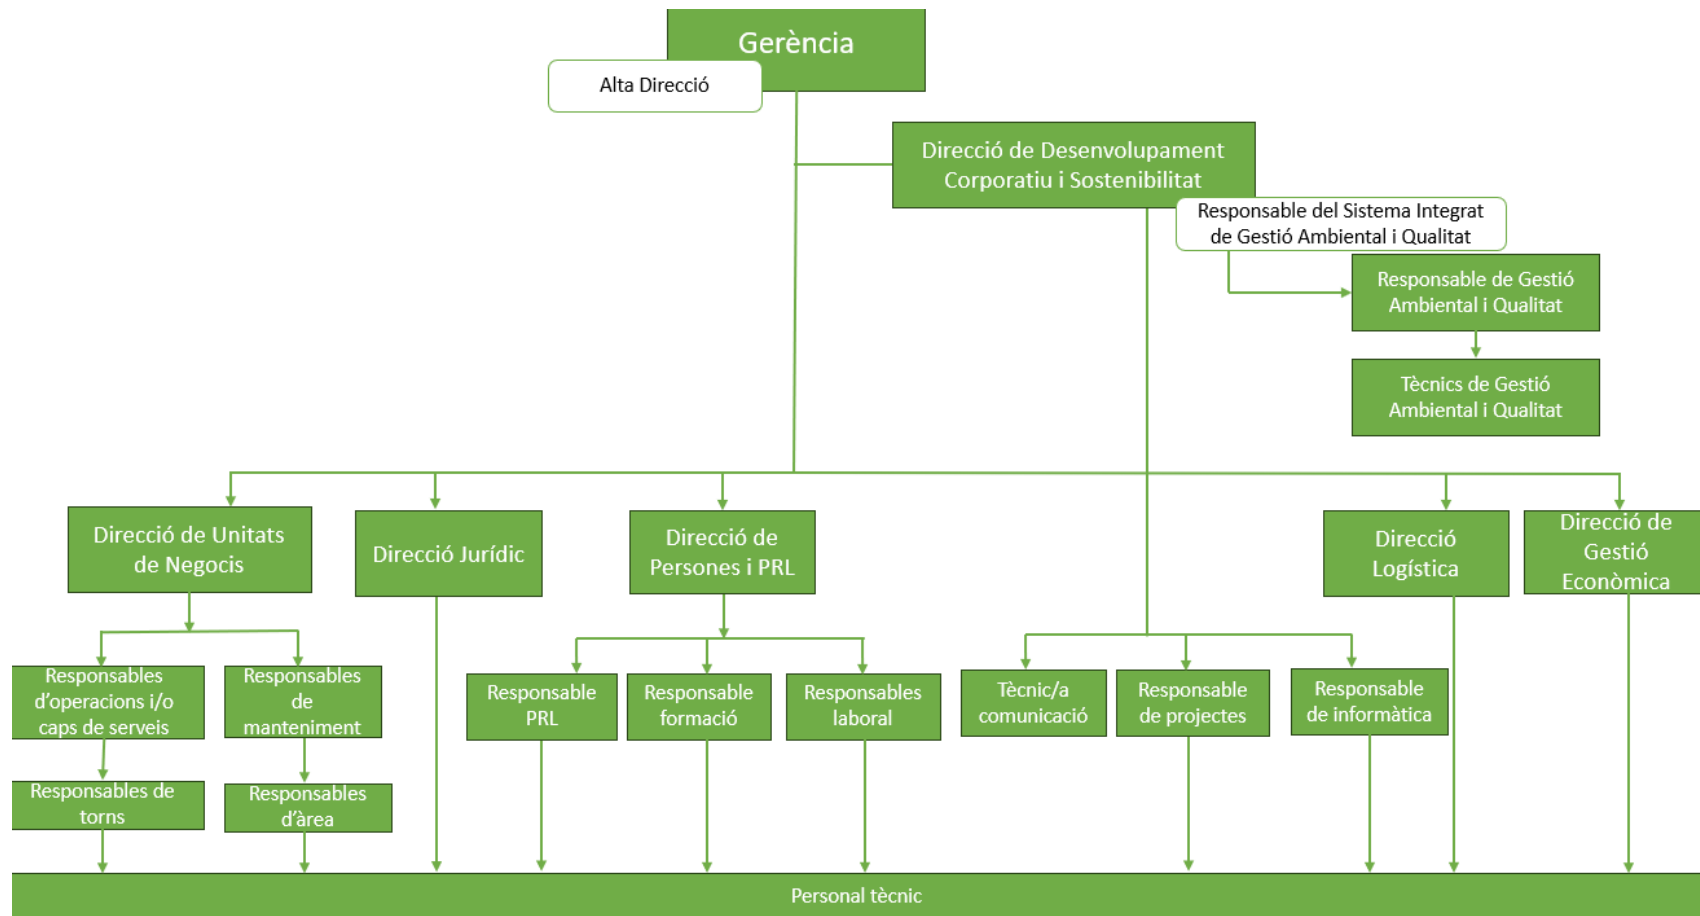 Gerència
Alta Direcció
Direcció de Desenvolupament
Corporatiu i Sostenibilitat
Responsable del Sistema Integrat
de Gestió Ambiental i Qualitat
Responsable de Gestió
Ambiental i Qualitat
Tècnics de Gestió
Ambiental i Qualitat
Direcció de Unitats
de Negocis
Direcció Jurídic
Direcció de
Persones i PRL
Direcció
Logística
Direcció de
Gestió
Econòmica
Responsables
d'operacions i/o
caps de serveis
Responsables
de
manteniment
Responsable
PRL
Responsable
formació
Responsables
laboral
Tècnic/a
comunicació
Responsable
de projectes
Responsable
de informàtica
Responsables de
torns
Responsables
d'àrea
Personal tècnic